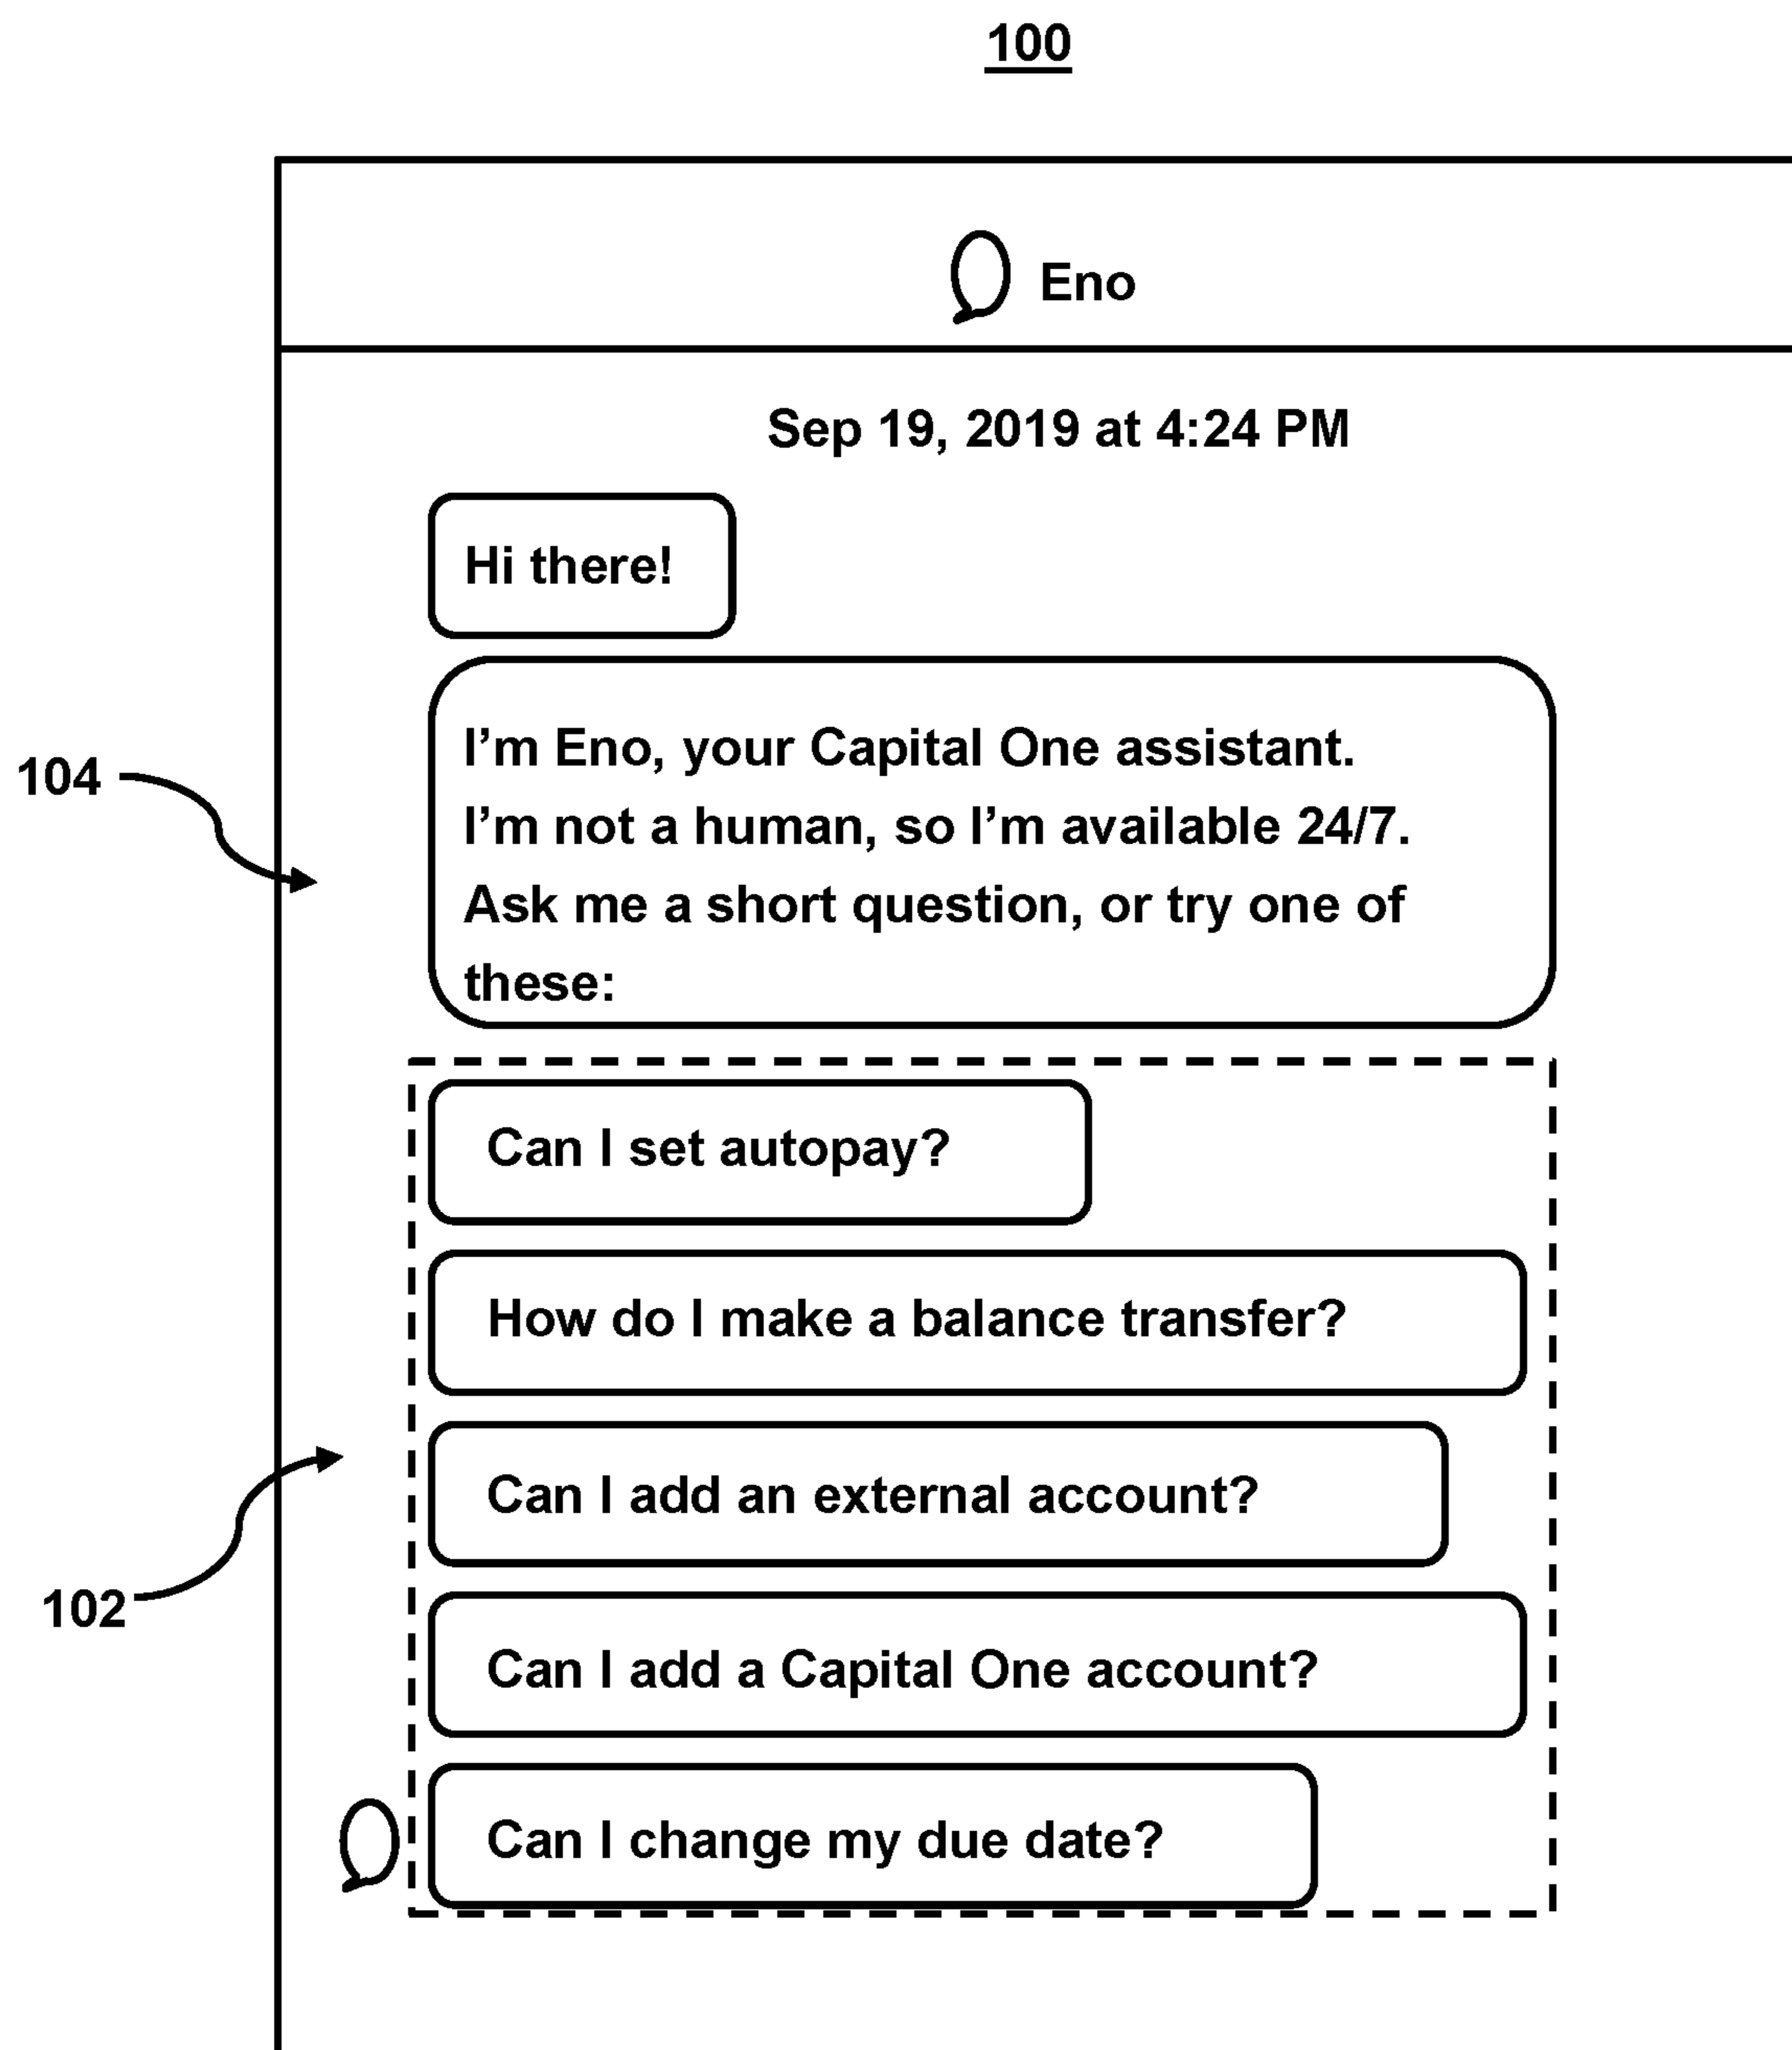 100
Eno
Sep 19, 2019 at 4:24 PM
Hi there!
104
I’m Eno, your Capital One assistant.
I’m not a human, so I’m available 24/7.
Ask me a short question, or try one of
these:
Can I set autopay?
How do I make a balance transfer?
Can I add an external account?
102
Can I add a Capital One account?
Can I change my due date?